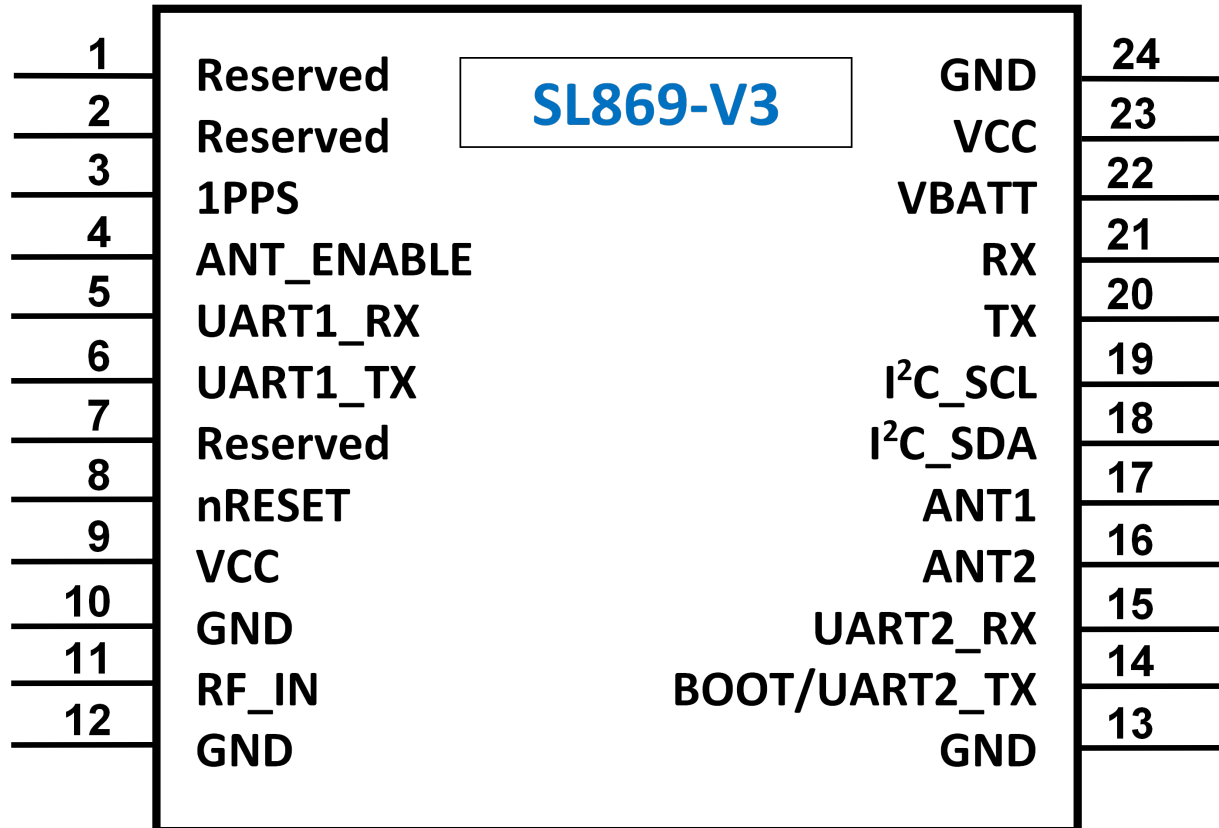 SL869-V3
1 Reserved GND 24
2 Reserved VCC 23
3 1PPS VBATT 22
4 ANT_ENABLE RX 21
5 UART1_RX TX 20
6 UART1_TX I²C_SCL 19
7 Reserved I²C_SDA 18
8 nRESET ANT1 17
9 VCC ANT2 16
10 GND UART2_RX 15
11 RF_IN BOOT/UART2_TX 14
12 GND GND 13